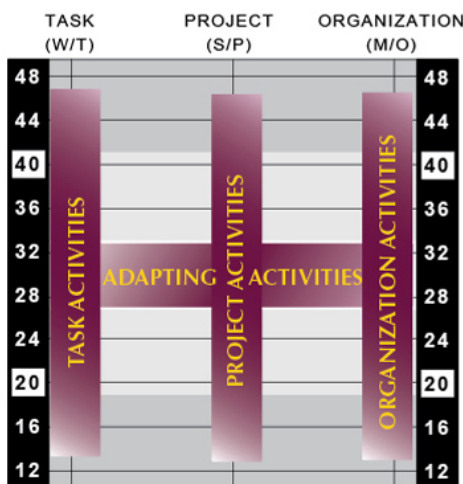 TASK PROJECT ORGANIZATION
(W/T) (S/P) (M/O)
48 48
44 44
40 40
36 36
32 32
28 28
24 24
20 20
16 16
12 12
TASK ACTIVITIES
ADAPTING ACTIVITIES
PROJECT ACTIVITIES
ORGANIZATION ACTIVITIES